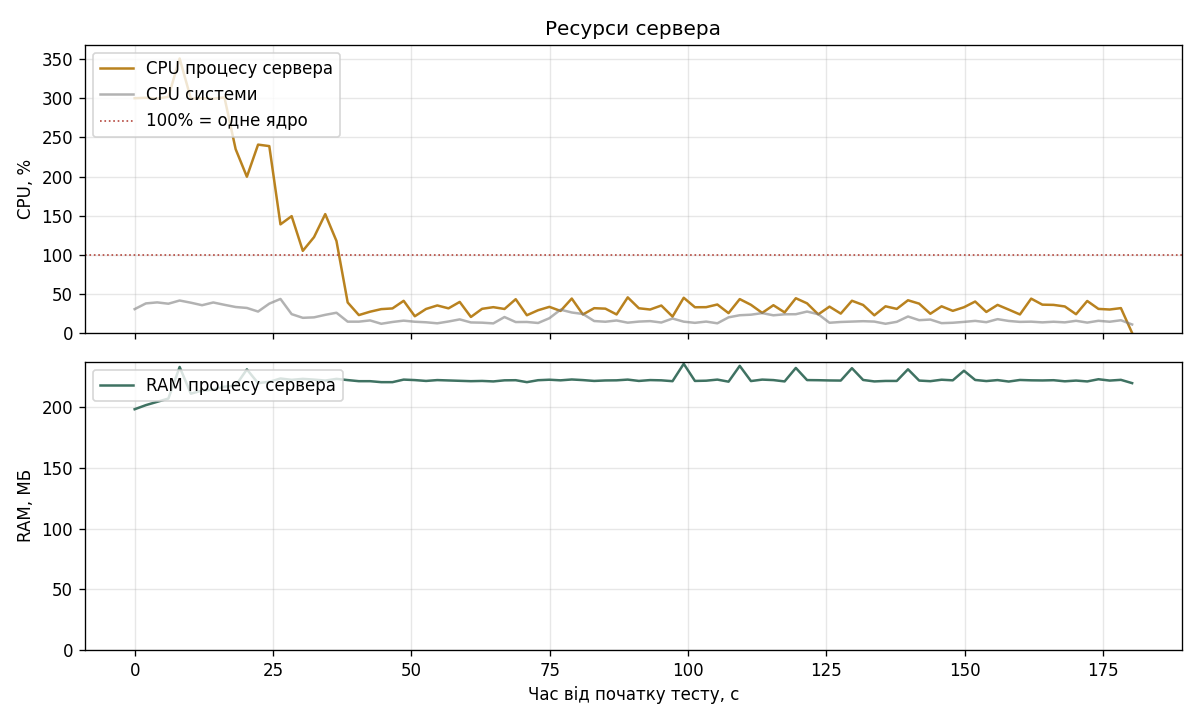 Ресурси сервера
CPU процесу сервера
CPU системи
100% = одне ядро
CPU, %
350
300
250
200
150
100
50
0
RAM процесу сервера
RAM, МБ
200
150
100
50
0
0 25 50 75 100 125 150 175
Час від початку тесту, с